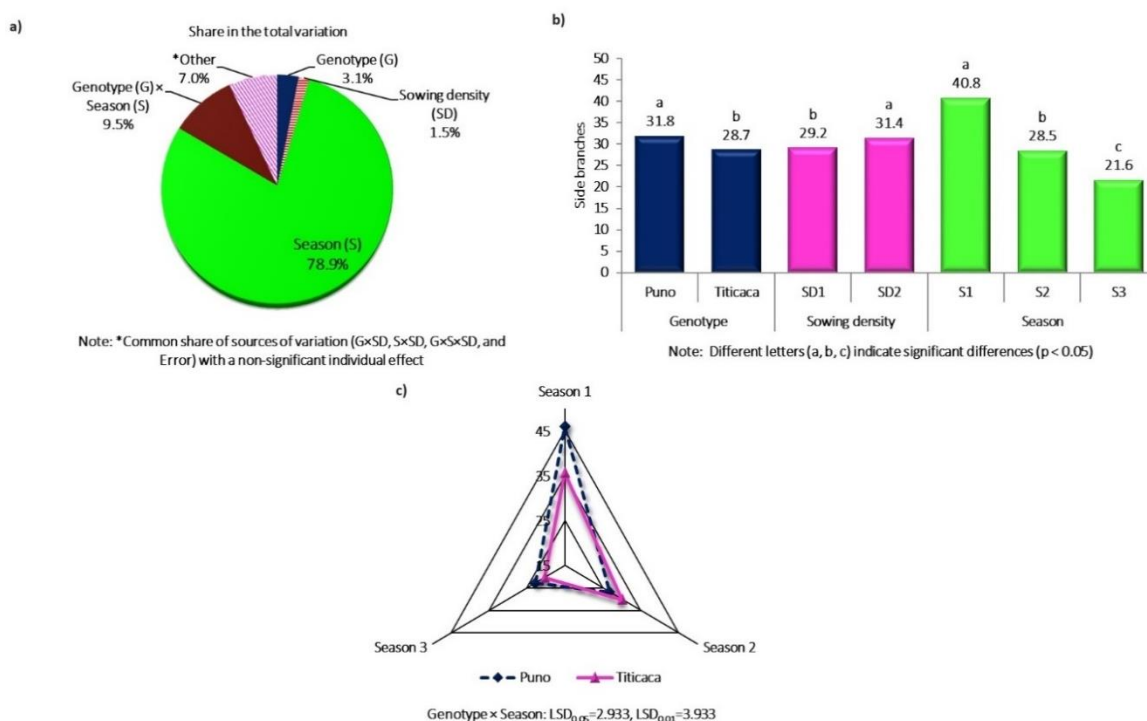 a)
Share in the total variation
*Other
7.0%
Genotype (G)
3.1%
Genotype (G)×
Season (S)
9.5%
Sowing density
(SD)
1.5%
Season (S)
78.9%
Note: *Common share of sources of variation (G×SD, S×SD, G×S×SD, and
Error) with a non-significant individual effect
b)
Side branches
50
45
40
35
30
25
20
15
10
5
0
a
31.8
b
28.7
b
29.2
a
31.4
a
40.8
b
28.5
c
21.6
Puno Titicaca SD1 SD2 S1 S2 S3
Genotype Sowing density Season
Note: Different letters (a, b, c) indicate significant differences (p < 0.05)
c)
Season 1
45
35
25
15
Season 3 Season 2
Puno Titicaca
Genotype × Season: LSD0.05=2.933, LSD0.01=3.933